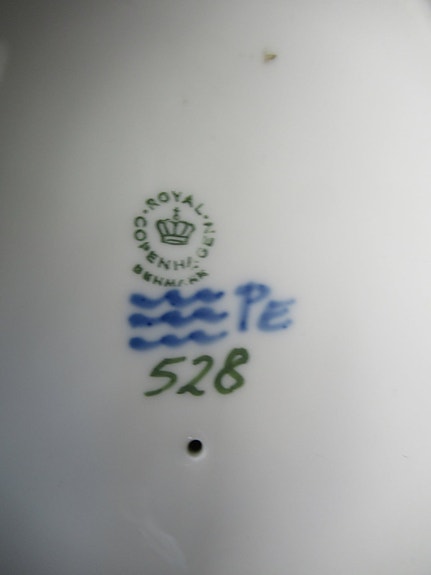 ROYAL COPENHAGEN
DENMARK
PE
528